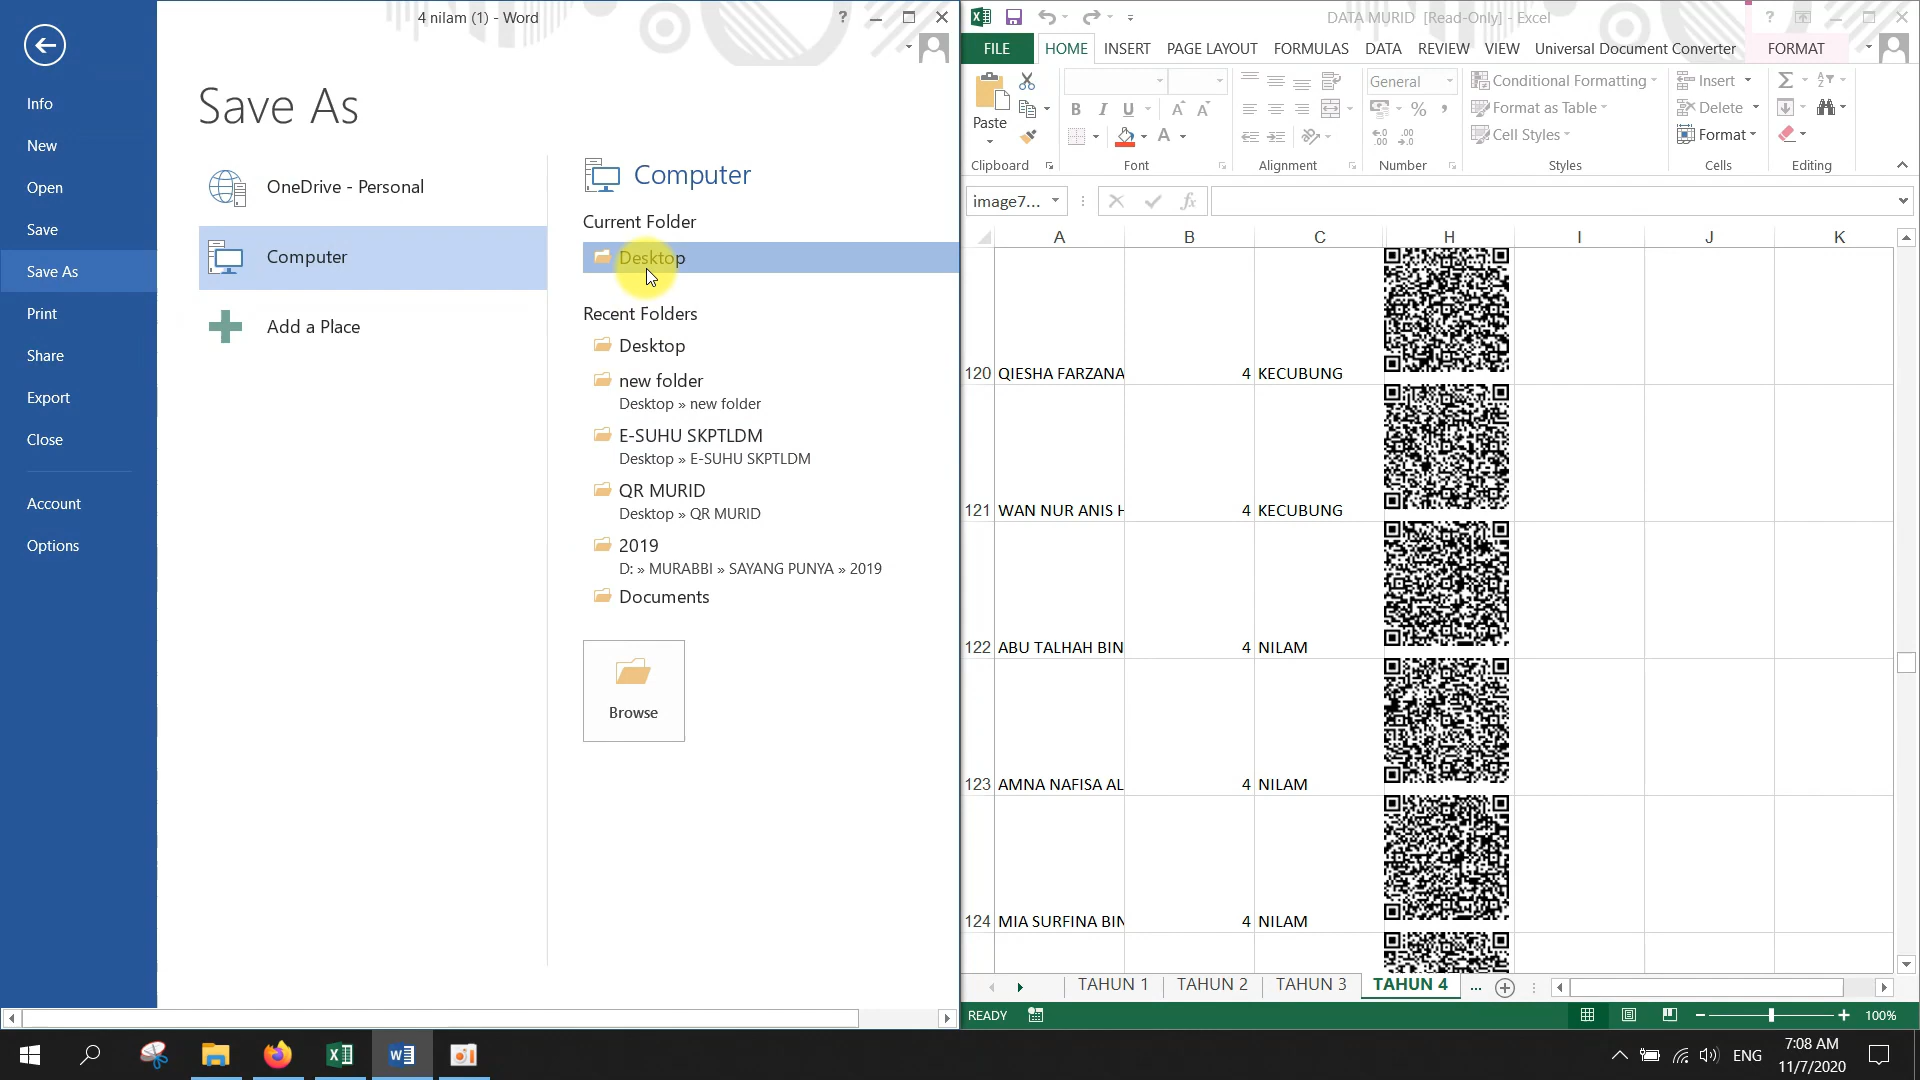 4 nilam (1) - Word
Info
New
Open
Save
Save As
Print
Share
Export
Close
Account
Options
Save As
OneDrive - Personal
Computer
Add a Place
Computer
Current Folder
Desktop
Recent Folders
Desktop
new folder
Desktop » new folder
E-SUHU SKPTLDM
Desktop » E-SUHU SKPTLDM
QR MURID
Desktop » QR MURID
2019
D: » MURABBI » SAYANG PUNYA » 2019
Documents
Browse
DATA MURID [Read-Only] - Excel
FILE HOME INSERT PAGE LAYOUT FORMULAS DATA REVIEW VIEW Universal Document Converter FORMAT
Paste
Clipboard
B I U A A
A
Font
Alignment
General
%
Number
Conditional Formatting
Format as Table
Cell Styles
Styles
Insert
Delete
Format
Cells
Editing
image7... fx
A B C H I J K
120 QIESHA FARZANA 4 KECUBUNG
121 WAN NUR ANIS H 4 KECUBUNG
122 ABU TALHAH BIN 4 NILAM
123 AMNA NAFISA AL 4 NILAM
124 MIA SURFINA BIN 4 NILAM
TAHUN 1 TAHUN 2 TAHUN 3 TAHUN 4 ...
READY 100%
ENG
7:08 AM
11/7/2020